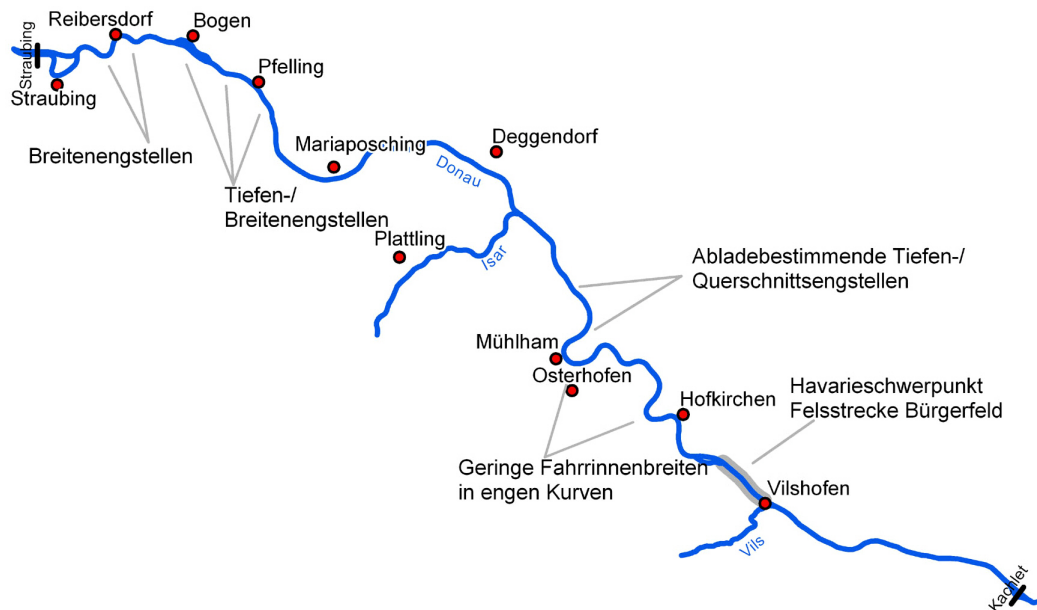 Reibersdorf
Bogen
Straubing
Pfelling
Straubing
Mariaposching
Deggendorf
Breitenengstellen
Donau
Tiefen-/
Breitenengstellen
Plattling
Isar
Abladebestimmende Tiefen-/
Querschnittsengstellen
Mühlham
Osterhofen
Havarieschwerpunkt
Felsstrecke Bürgerfeld
Hofkirchen
Geringe Fahrrinnenbreiten
in engen Kurven
Vilshofen
Vils
Kachlet